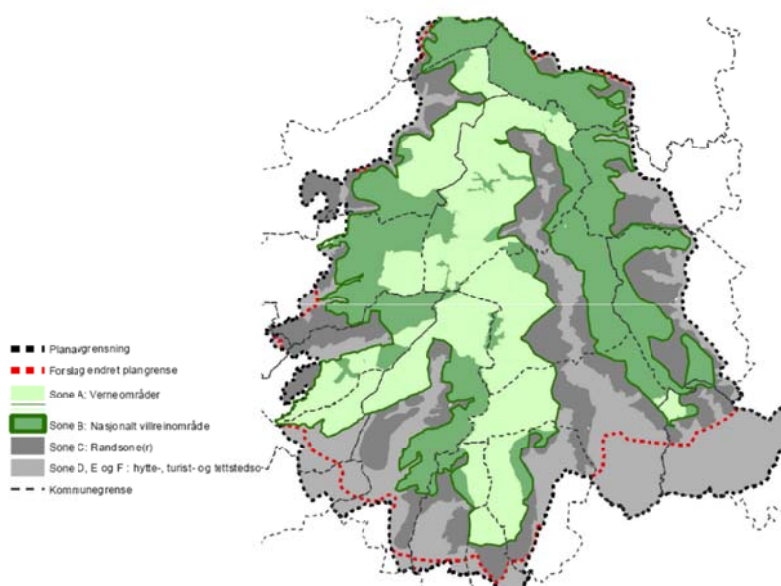 Planavgrensning
Forslag endret plangrense
Sone A: Verneområder
Sone B: Nasjonalt villreinområde
Sone C: Randsone(r)
Sone D, E og F : hytte-, turist- og tettstedso
Kommunegrense